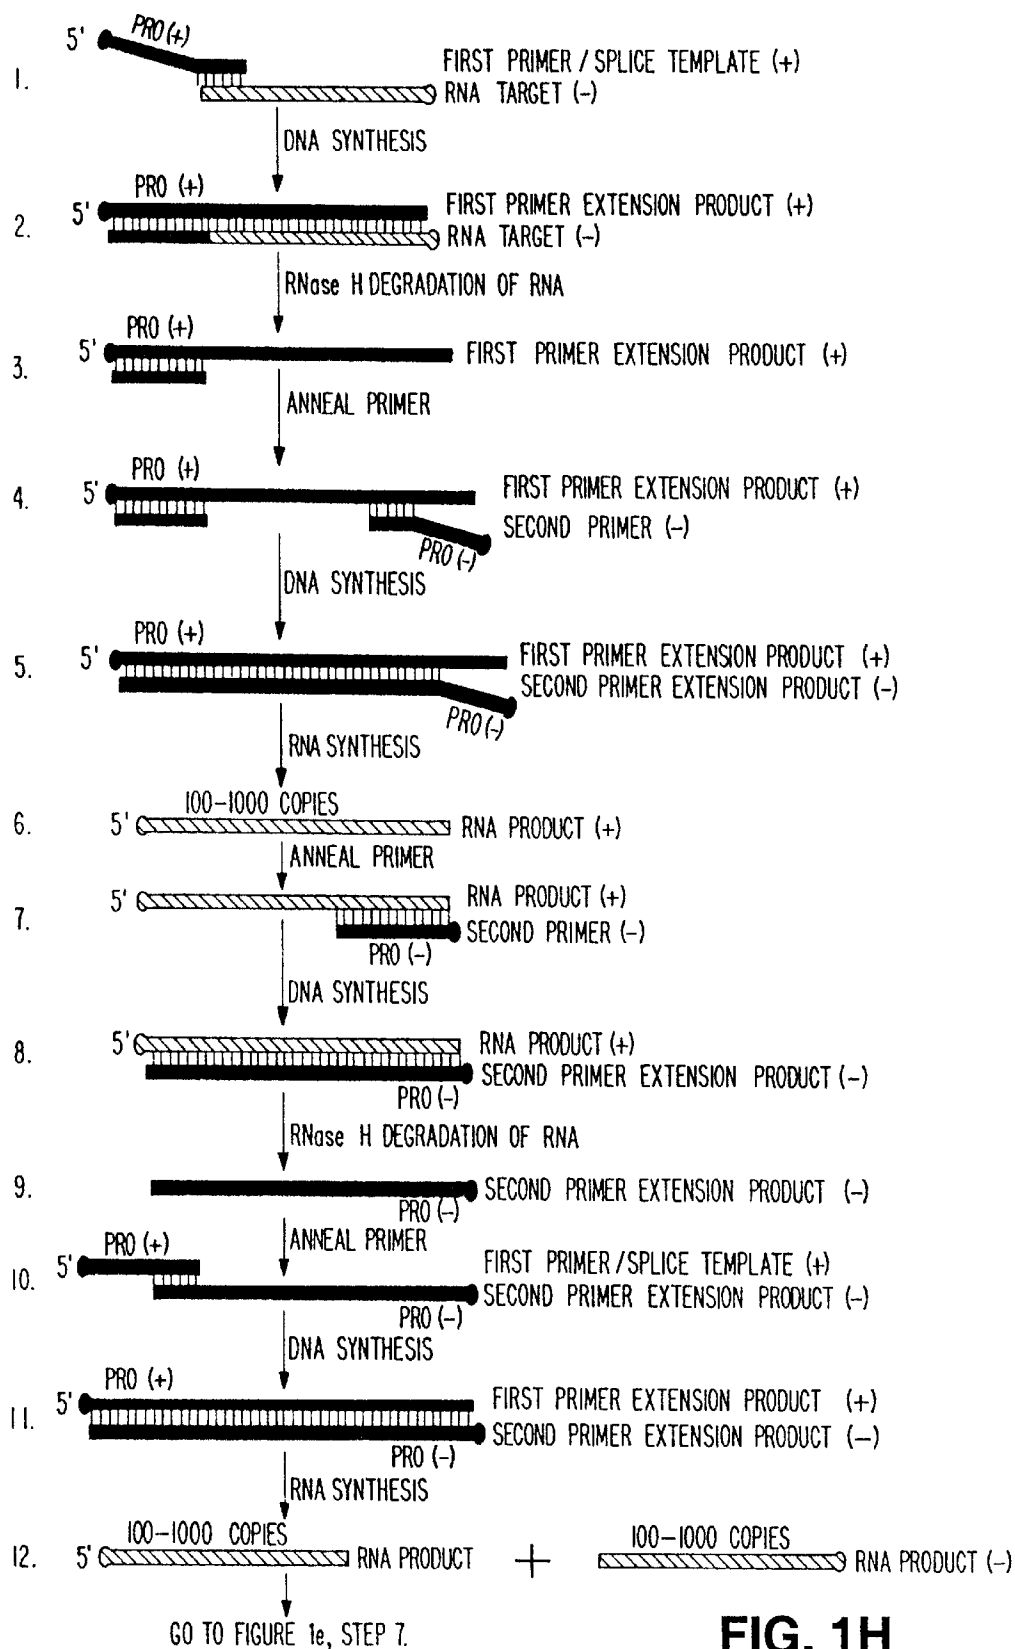 5' PRO (+)
1. FIRST PRIMER / SPLICE TEMPLATE (+)
RNA TARGET (-)
DNA SYNTHESIS
PRO (+)
2. 5' FIRST PRIMER EXTENSION PRODUCT (+)
RNA TARGET (-)
RNase H DEGRADATION OF RNA
PRO (+)
3. 5' FIRST PRIMER EXTENSION PRODUCT (+)
ANNEAL PRIMER
PRO (+)
4. 5' FIRST PRIMER EXTENSION PRODUCT (+)
SECOND PRIMER (-)
PRO (-)
DNA SYNTHESIS
PRO (+)
5. 5' FIRST PRIMER EXTENSION PRODUCT (+)
SECOND PRIMER EXTENSION PRODUCT (-)
PRO (-)
RNA SYNTHESIS
100-1000 COPIES
6. 5' RNA PRODUCT (+)
ANNEAL PRIMER
7. 5' RNA PRODUCT (+)
SECOND PRIMER (-)
PRO (-)
DNA SYNTHESIS
8. 5' RNA PRODUCT (+)
SECOND PRIMER EXTENSION PRODUCT (-)
PRO (-)
RNase H DEGRADATION OF RNA
9. SECOND PRIMER EXTENSION PRODUCT (-)
PRO (-)
ANNEAL PRIMER
PRO (+)
10. 5' FIRST PRIMER/SPLICE TEMPLATE (+)
SECOND PRIMER EXTENSION PRODUCT (-)
PRO (-)
DNA SYNTHESIS
PRO (+)
11. 5' FIRST PRIMER EXTENSION PRODUCT (+)
SECOND PRIMER EXTENSION PRODUCT (-)
PRO (-)
RNA SYNTHESIS
100-1000 COPIES 100-1000 COPIES
12. 5' RNA PRODUCT + RNA PRODUCT (-)
GO TO FIGURE 1e, STEP 7.
FIG. 1H